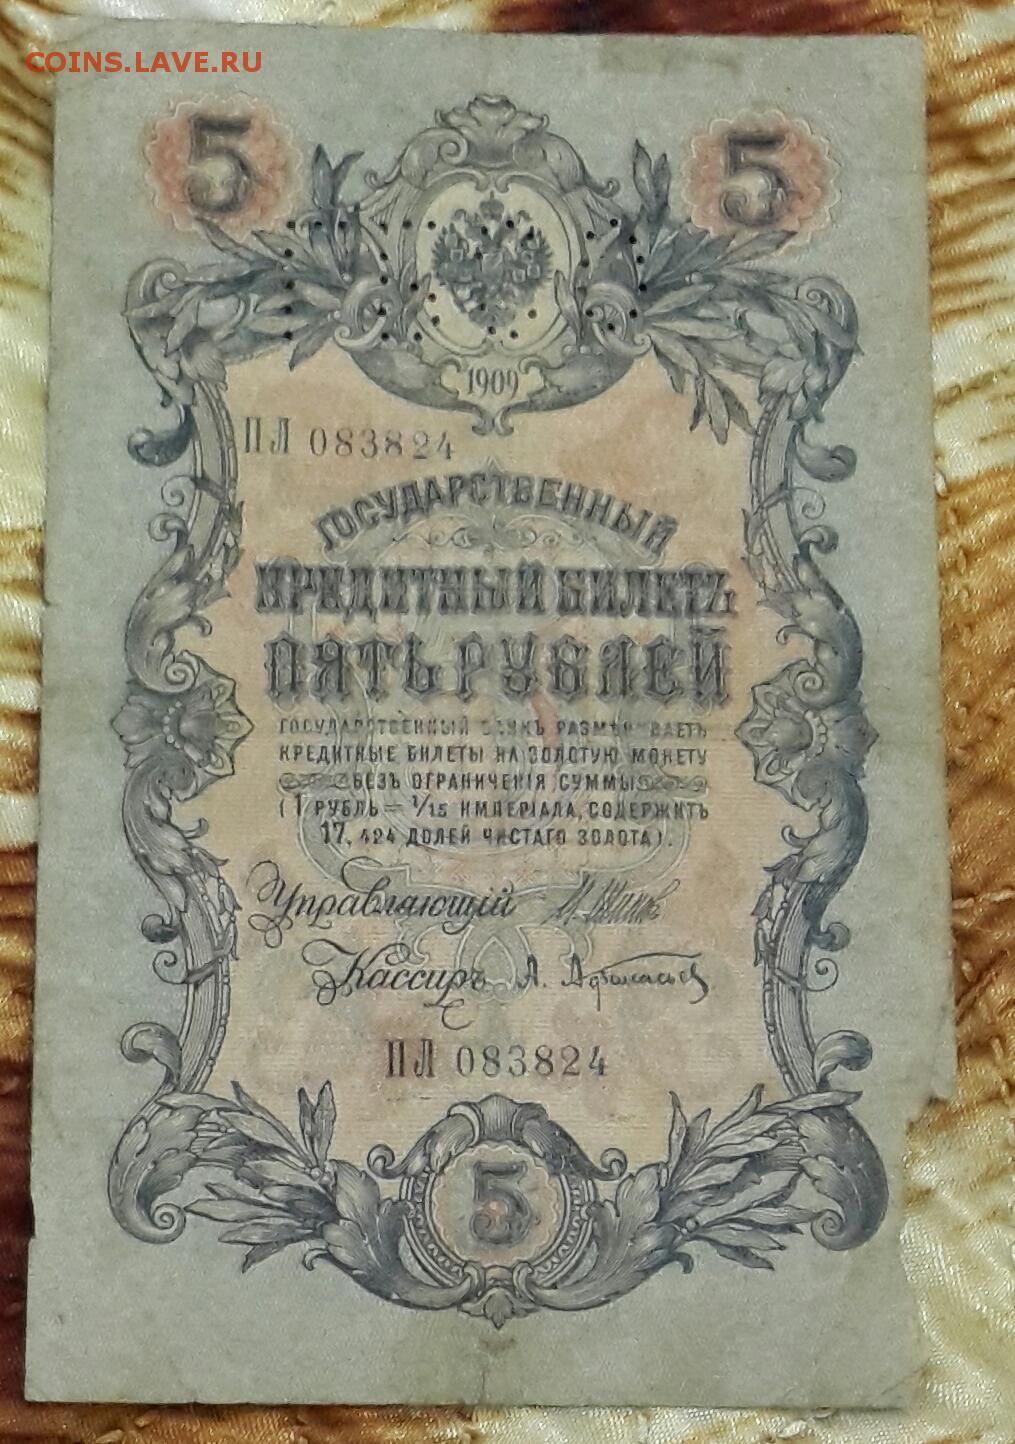 COINS.LAVE.RU
5 5
1909
ПЛ 083824
ГОСУДАРСТВЕННЫЙ
КРЕДИТНЫЙ БИЛЕТЪ
ПЯТЬ РУБЛЕЙ
ГОСУДАРСТВЕННЫЙ БАНКЪ РАЗМѢНИВАЕТЪ
КРЕДИТНЫЕ БИЛЕТЫ НА ЗОЛОТУЮ МОНЕТУ
БЕЗЪ ОГРАНИЧЕНІЯ СУММЫ
(1 РУБЛЬ = 1/15 ИМПЕРІАЛА, СОДЕРЖИТЪ
17,424 ДОЛЕЙ ЧИСТАГО ЗОЛОТА).
Управляющій
Кассиръ А. Афанасьев
ПЛ 083824
5